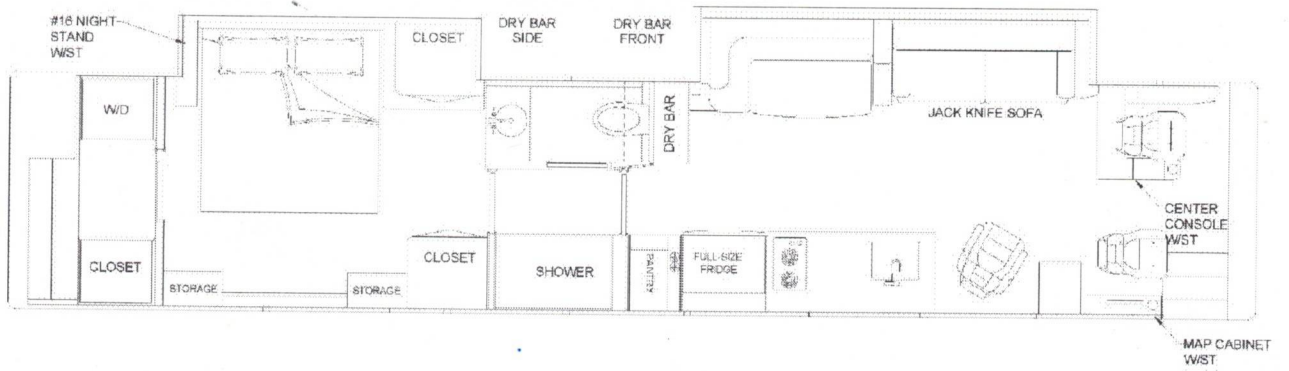 #16 NIGHT
STAND
W/ST
CLOSET
DRY BAR
SIDE
DRY BAR
FRONT
W/D
DRY BAR
JACK KNIFE SOFA
CENTER
CONSOLE
W/ST
CLOSET
STORAGE
STORAGE
CLOSET
SHOWER
PANTRY
FULL-SIZE
FRIDGE
MAP CABINET
W/ST